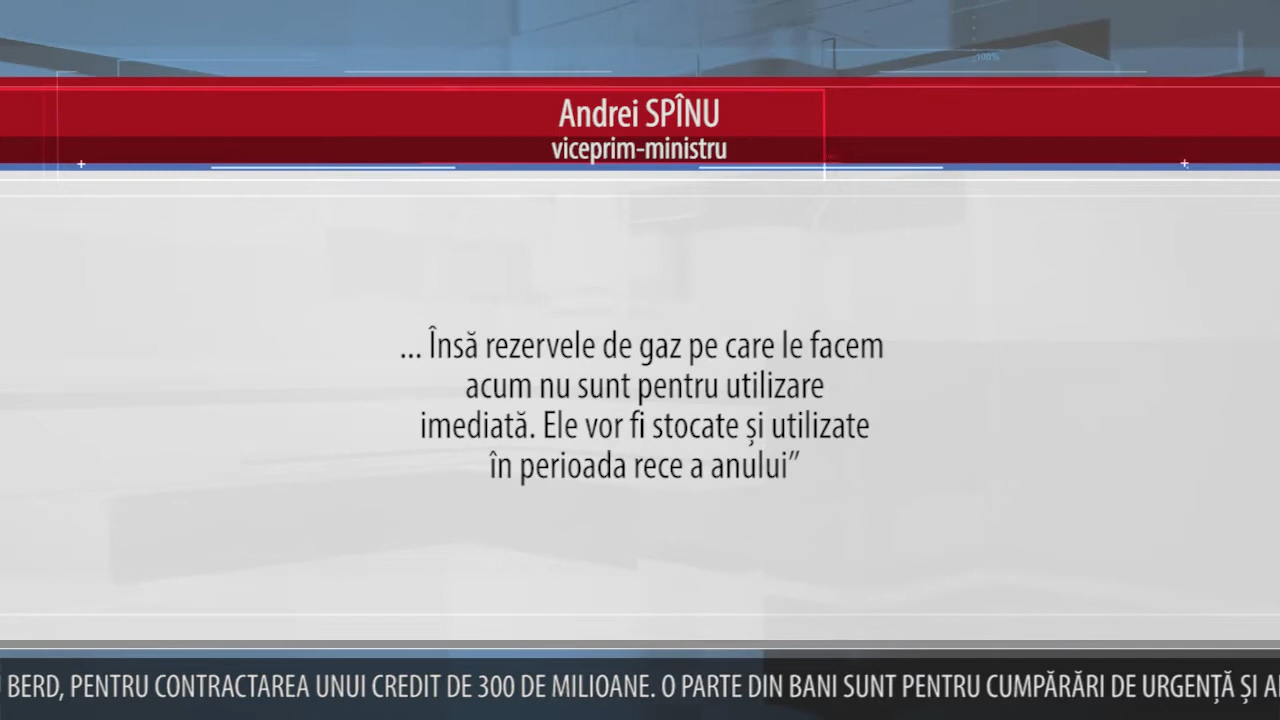 100%
Andrei SPÎNU
viceprim-ministru
... Însă rezervele de gaz pe care le facem
acum nu sunt pentru utilizare
imediată. Ele vor fi stocate și utilizate
în perioada rece a anului”
BERD, PENTRU CONTRACTAREA UNUI CREDIT DE 300 DE MILIOANE. O PARTE DIN BANI SUNT PENTRU CUMPĂRĂRI DE URGENȚĂ ȘI